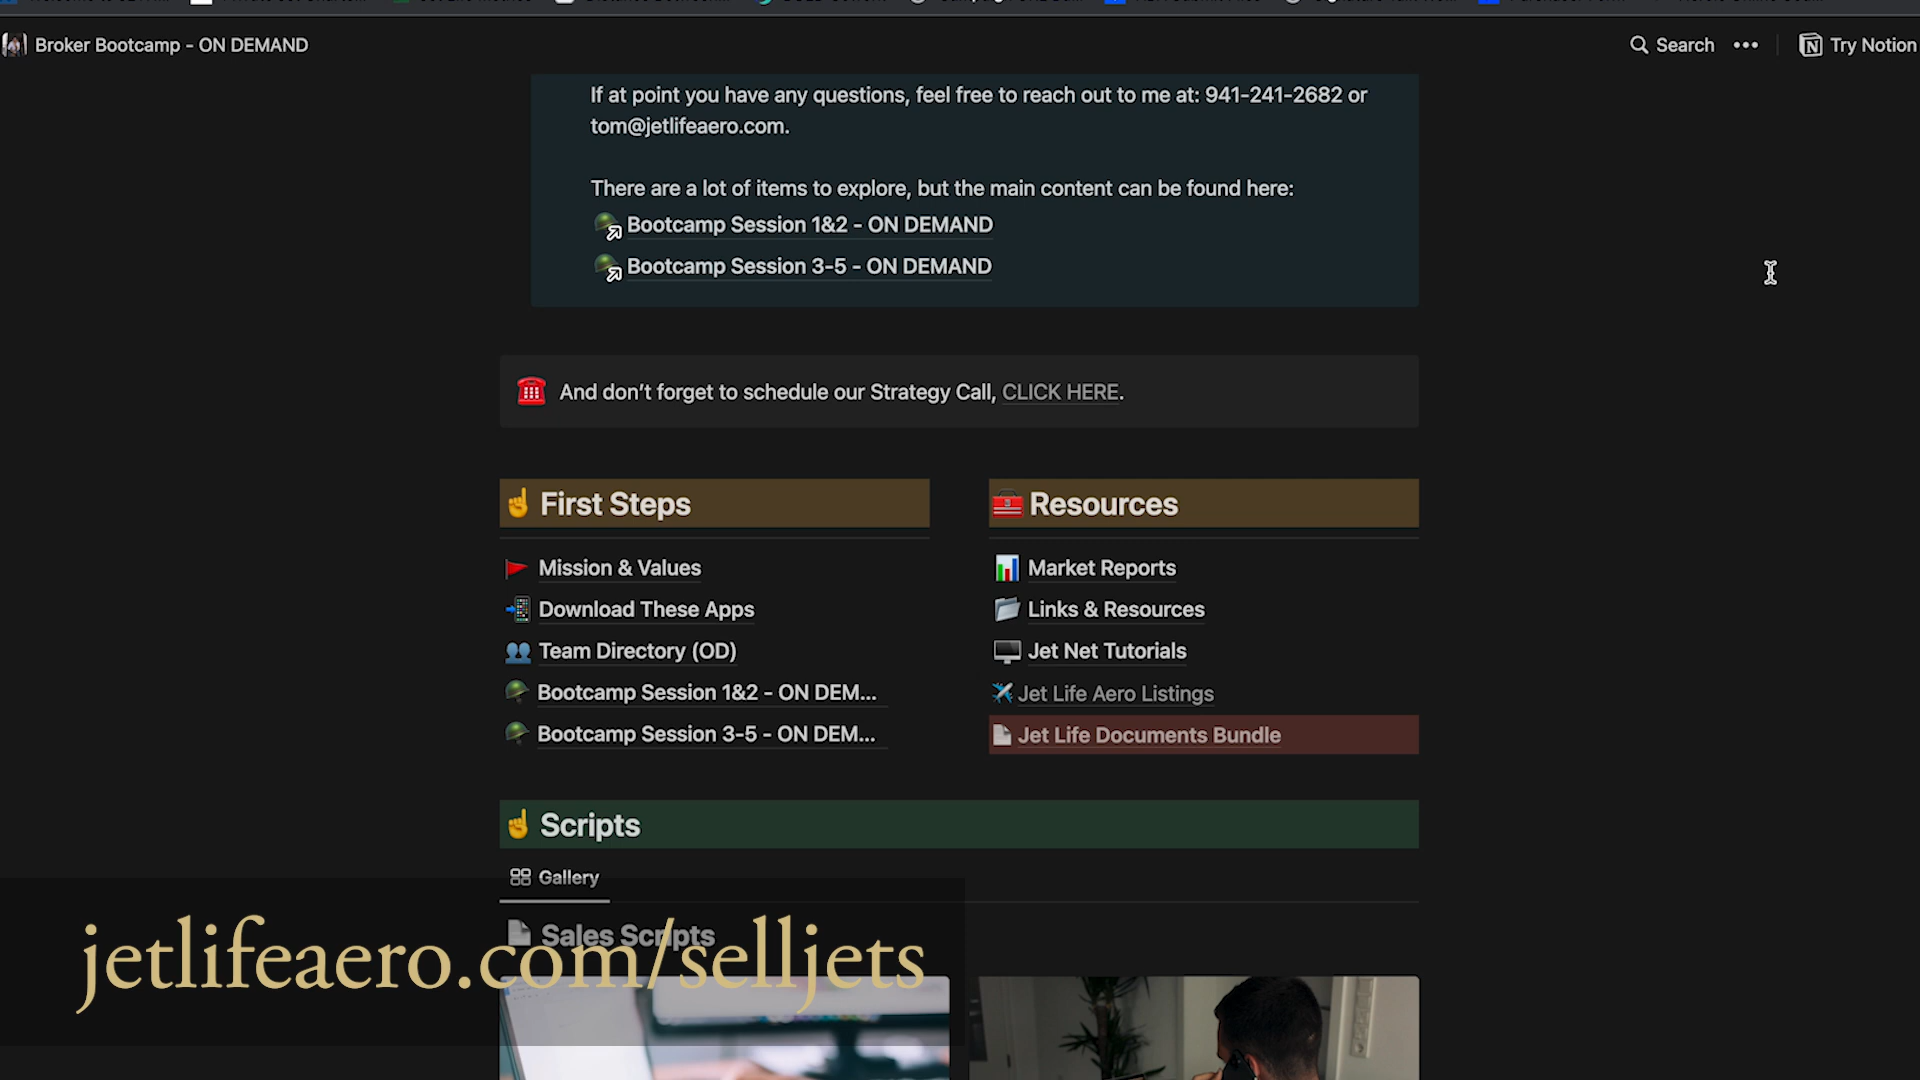 Broker Bootcamp - ON DEMAND
Search
Try Notion
If at point you have any questions, feel free to reach out to me at: 941-241-2682 or
tom@jetlifeaero.com.
There are a lot of items to explore, but the main content can be found here:
Bootcamp Session 1&2 - ON DEMAND
Bootcamp Session 3-5 - ON DEMAND
And don’t forget to schedule our Strategy Call, CLICK HERE.
First Steps
Mission & Values
Download These Apps
Team Directory (OD)
Bootcamp Session 1&2 - ON DEM...
Bootcamp Session 3-5 - ON DEM...
Resources
Market Reports
Links & Resources
Jet Net Tutorials
Jet Life Aero Listings
Jet Life Documents Bundle
Scripts
Gallery
Sales Scripts
jetlifeaero.com/selljets